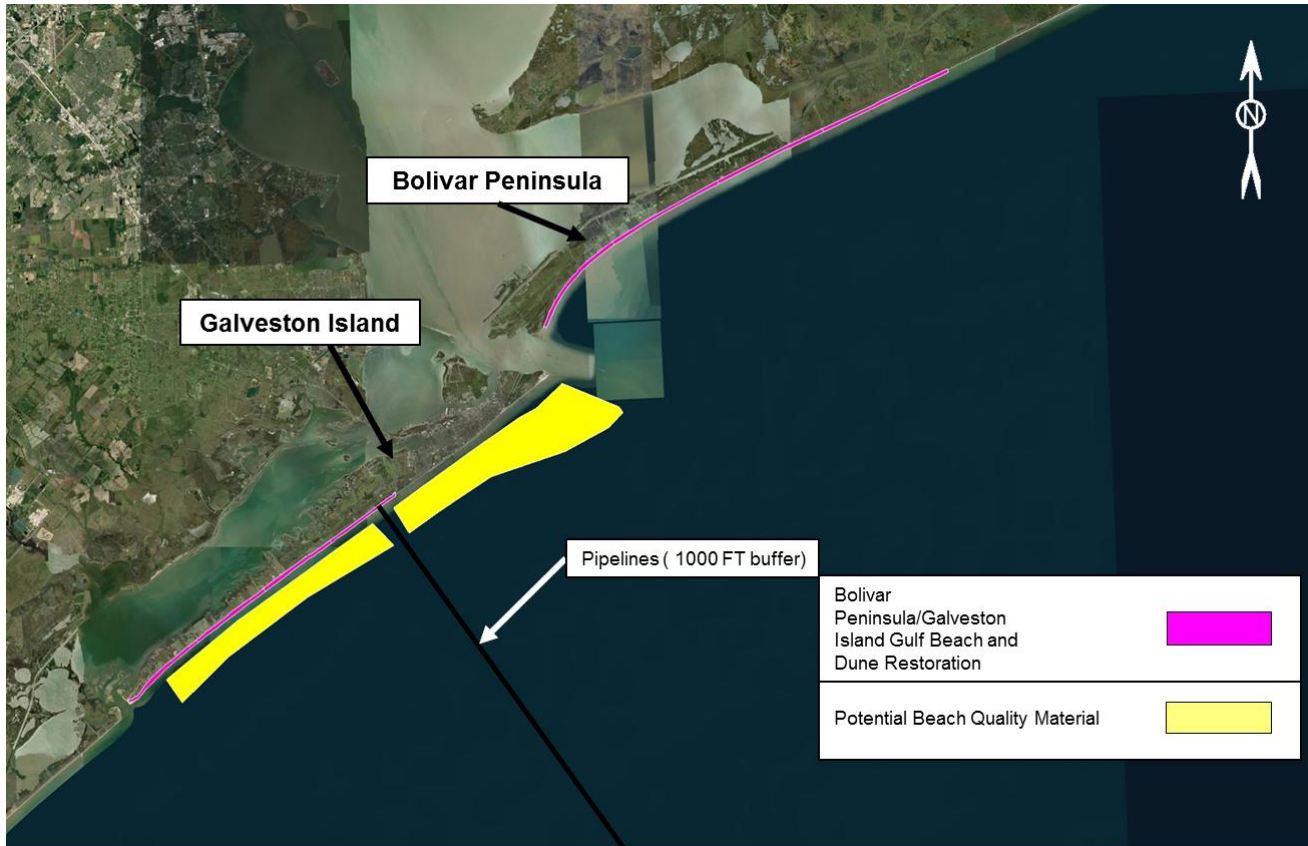 N
Bolivar Peninsula
Galveston Island
Pipelines ( 1000 FT buffer)
Bolivar
Peninsula/Galveston
Island Gulf Beach and
Dune Restoration
Potential Beach Quality Material